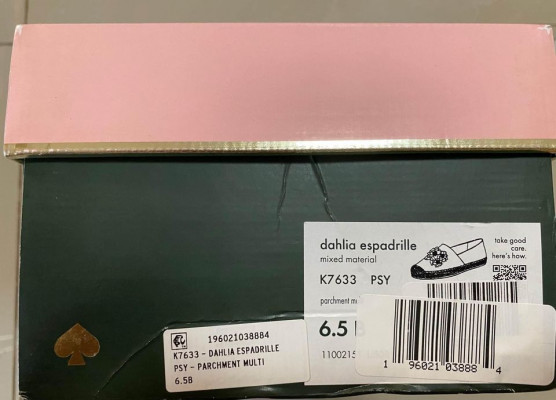 dahlia espadrille
mixed material
take good
care.
here's how.
K7633 PSY
parchment
6.5
1100215
196021038884
K7633 - DAHLIA ESPADRILLE
PSY - PARCHMENT MULTI
6.5B
1 96021 03888 4